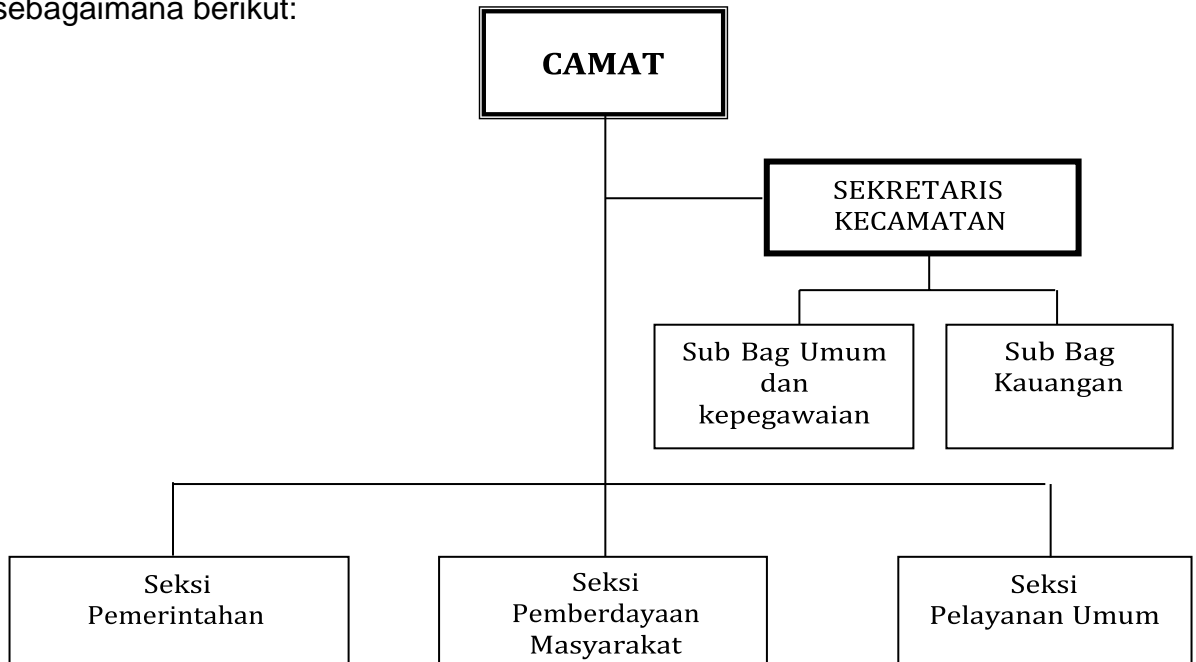 sebagaimana berikut:
CAMAT
SEKRETARIS
KECAMATAN
Sub Bag Umum
dan
kepegawaian
Sub Bag
Kauangan
Seksi
Pemerintahan
Seksi
Pemberdayaan
Masyarakat
Seksi
Pelayanan Umum